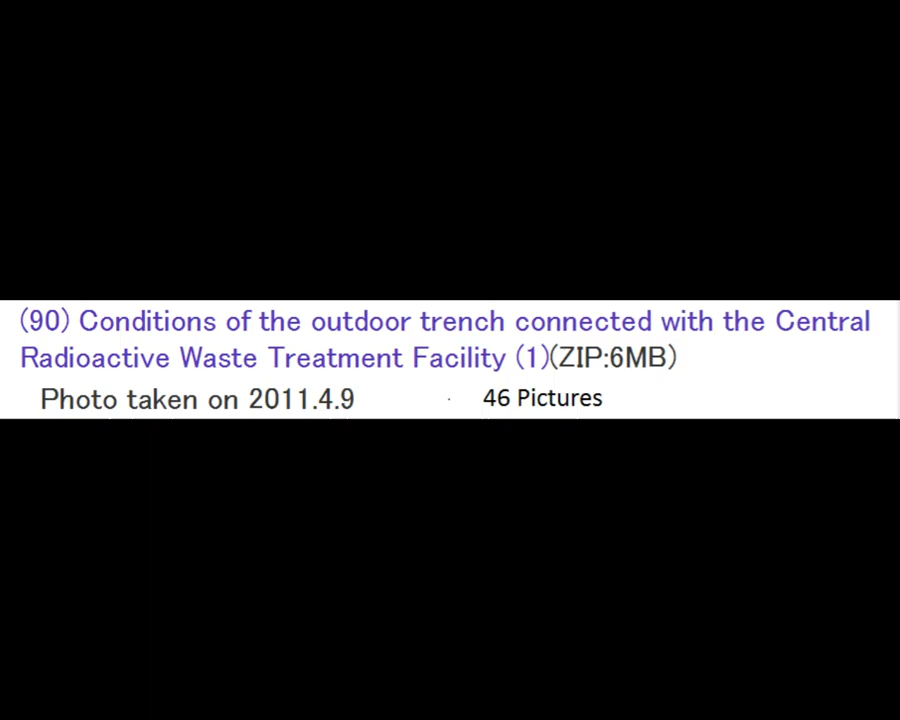 (90) Conditions of the outdoor trench connected with the Central
Radioactive Waste Treatment Facility (1)(ZIP:6MB)
Photo taken on 2011.4.9 46 Pictures